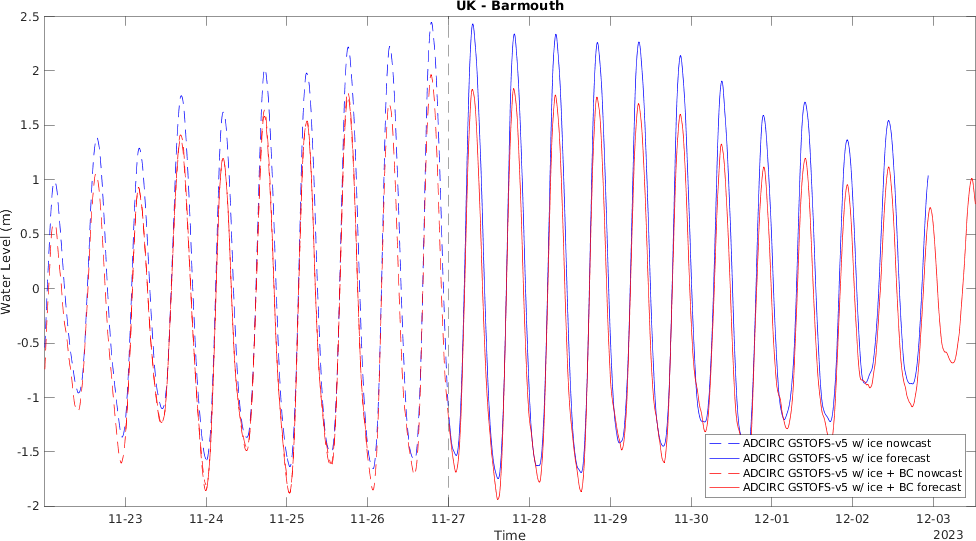 UK - Barmouth
2.5
2
1.5
1
0.5
0
-0.5
-1
-1.5
-2
Water Level (m)
ADCIRC GSTOFS-v5 w/ ice nowcast
ADCIRC GSTOFS-v5 w/ ice forecast
ADCIRC GSTOFS-v5 w/ ice + BC nowcast
ADCIRC GSTOFS-v5 w/ ice + BC forecast
11-23 11-24 11-25 11-26 11-27 11-28 11-29 11-30 12-01 12-02 12-03
Time 2023